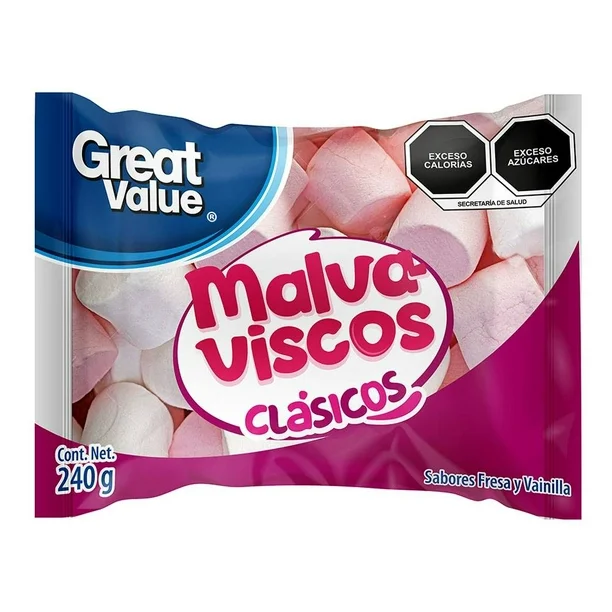 Great
Value
®
EXCESO
CALORÍAS
EXCESO
AZÚCARES
SECRETARÍA DE SALUD
Malva-
viscos
CLÁSICOS
Cont. Net.
240 g
Sabores Fresa y Vainilla